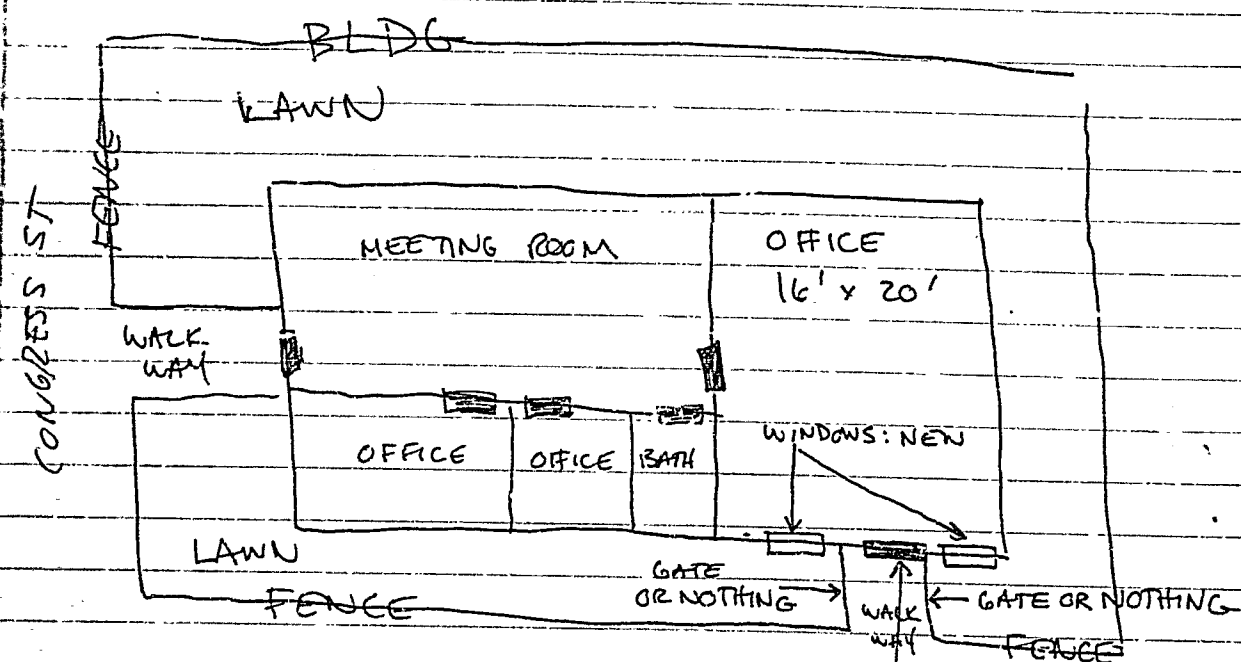 BLDG
LAWN
FENCE
CONGRESS ST
MEETING ROOM
OFFICE
16' x 20'
WALK
WAY
WINDOWS: NEW
OFFICE
OFFICE
BATH
LAWN
GATE
OR NOTHING
WALK
WAY
GATE OR NOTHING
FENCE
FENCE